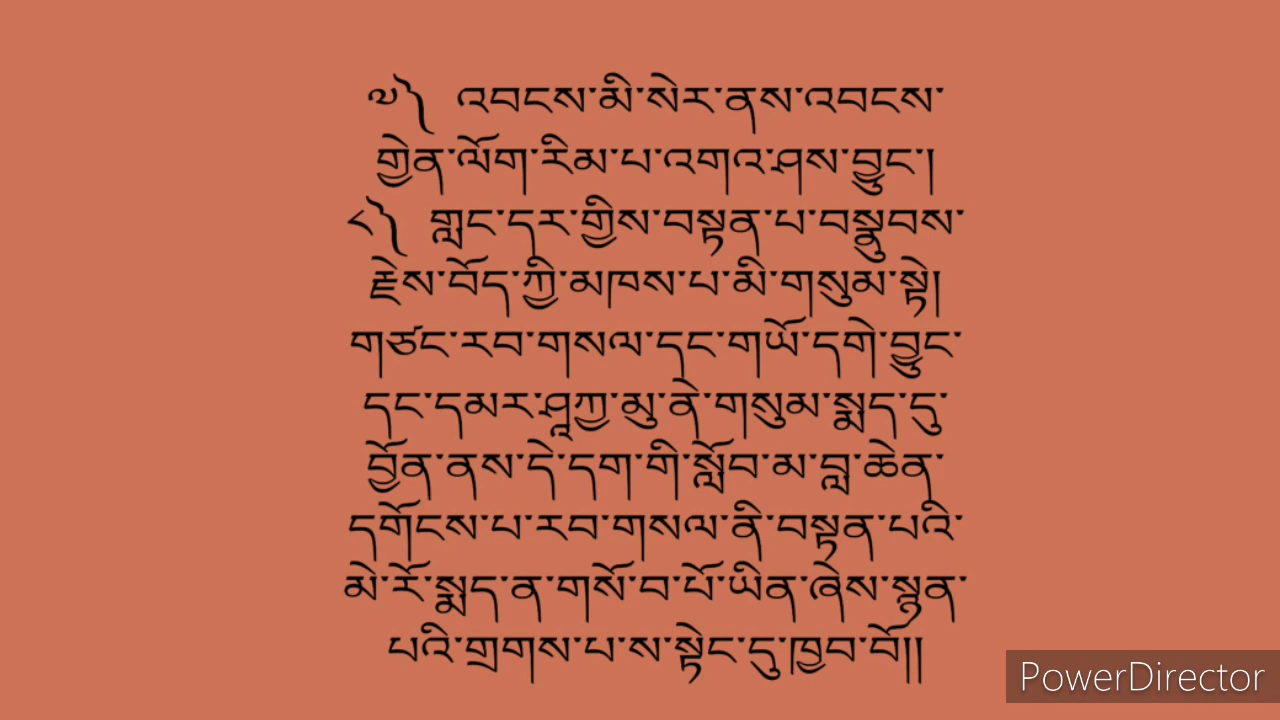 ༧༽ འབངས་མི་སེར་ནས་འབངས་
གྱེན་ལོག་རིམ་པ་འགའ་ཤས་བྱུང་།
༨༽ གླང་དར་གྱིས་བསྟན་པ་བསྣུབས་
རྗེས་བོད་ཀྱི་མཁས་པ་མི་གསུམ་སྟེ།
གཙང་རབ་གསལ་དང་གཡོ་དགེ་བྱུང་
དང་དམར་ཤཱཀྱ་མུ་ནེ་གསུམ་སྨད་དུ་
བྱོན་ནས་དེ་དག་གི་སློབ་མ་བླ་ཆེན་
དགོངས་པ་རབ་གསལ་ནི་བསྟན་པའི་
མེ་རོ་སྨད་ན་གསོ་བ་པོ་ཡིན་ཞེས་སྙན་
པའི་གྲགས་པ་ས་སྟེང་དུ་ཁྱབ་བོ།།
PowerDirector